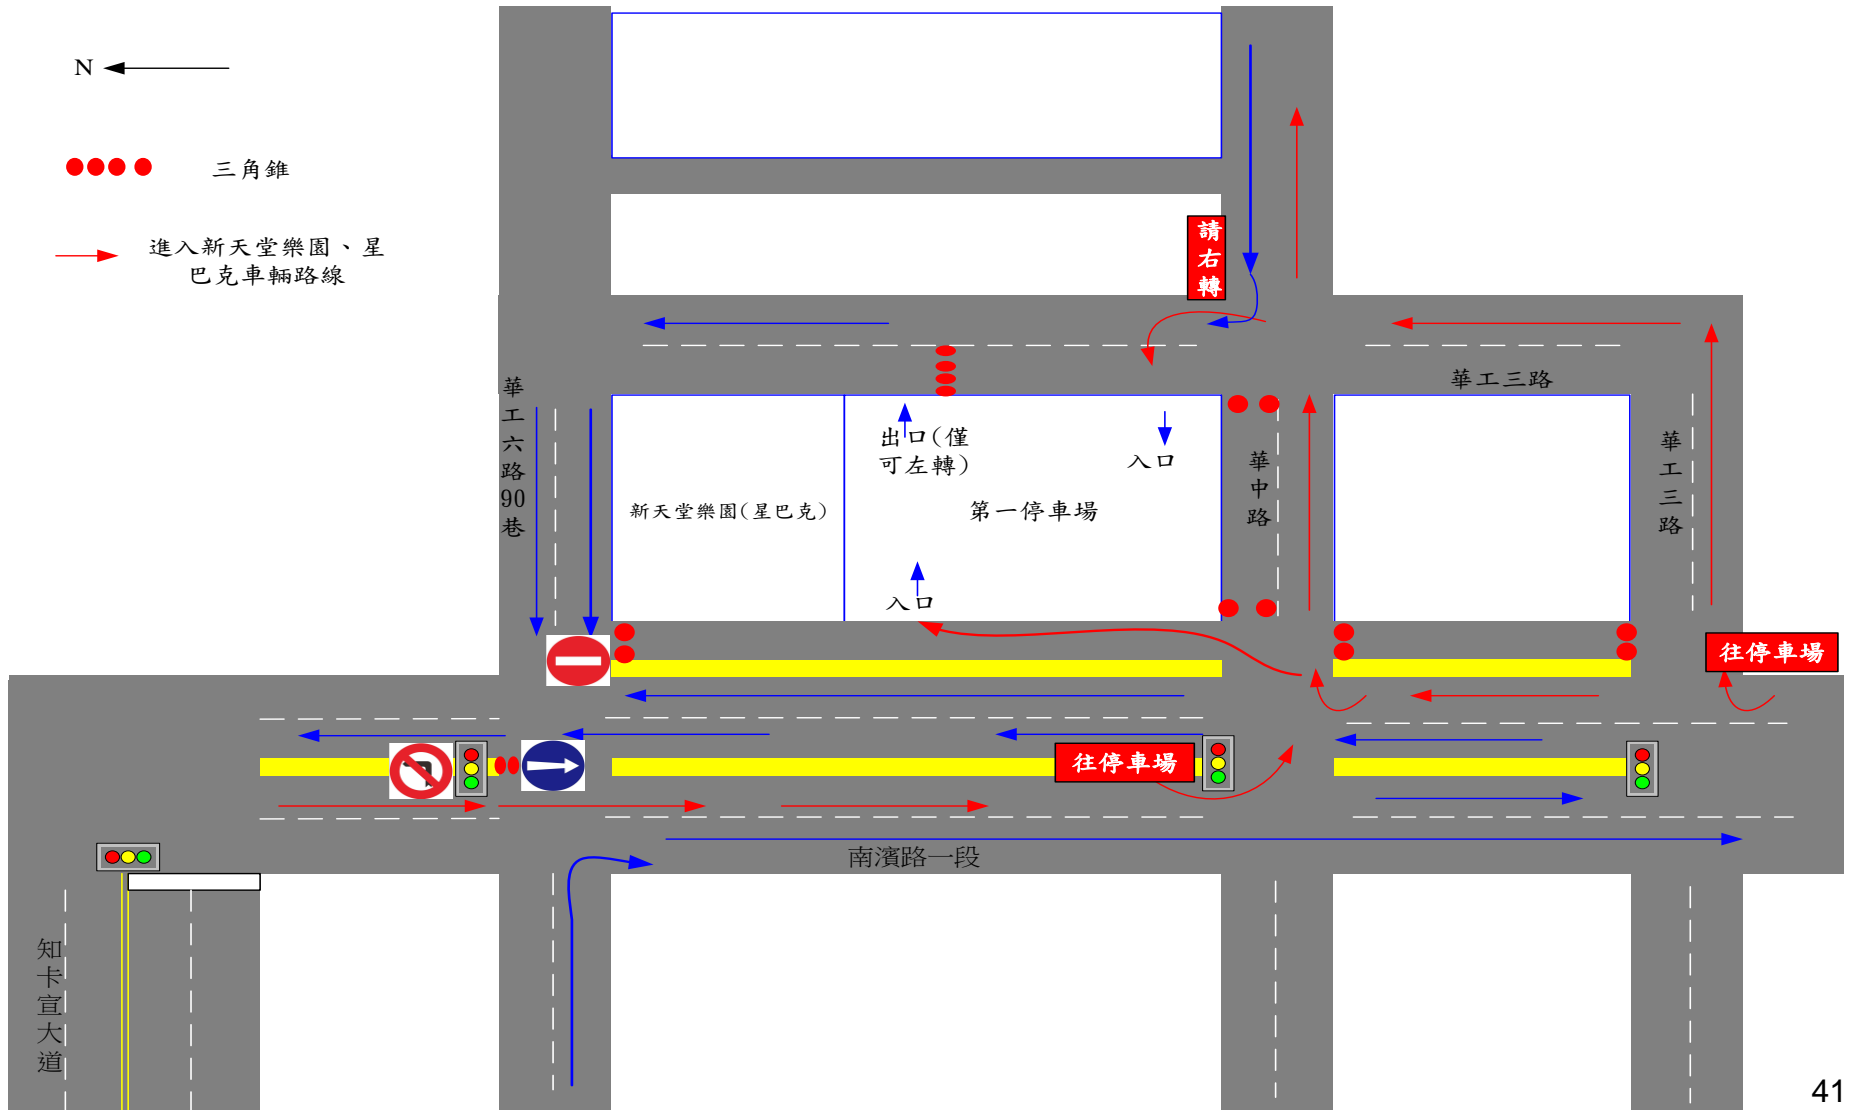 N
三角錐
進入新天堂樂園、星
巴克車輛路線
請右轉
華工六路90巷
華工三路
出口(僅
可左轉)
入口
華中路
華工三路
新天堂樂園(星巴克)
第一停車場
入口
往停車場
往停車場
南濱路一段
知卡宣大道
41